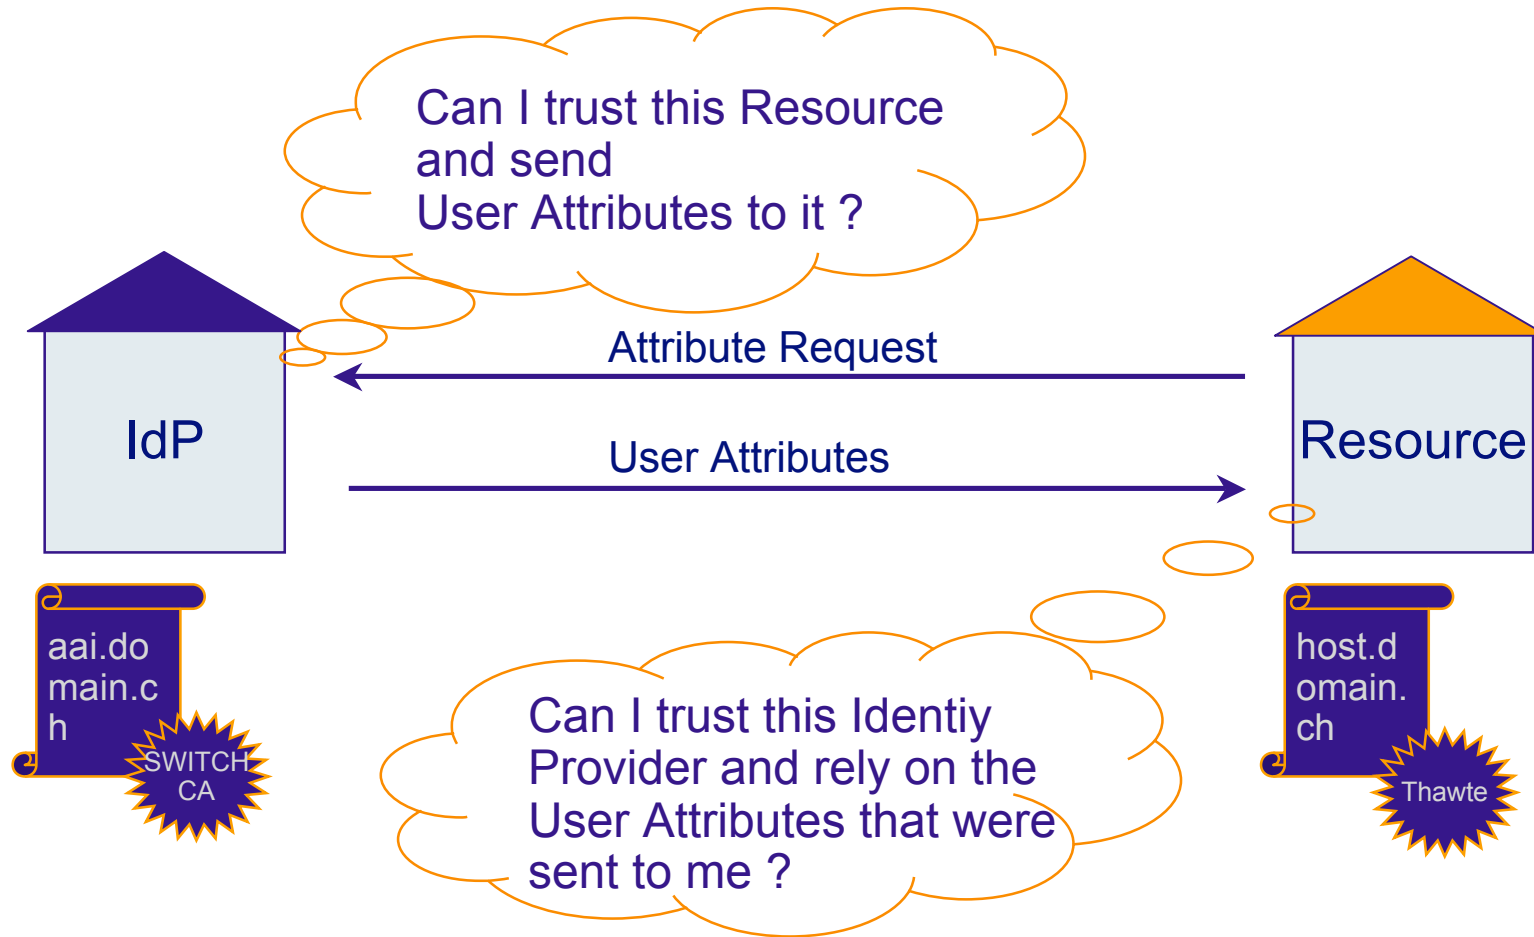 Can I trust this Resource
and send
User Attributes to it ?
Attribute Request
IdP
Resource
User Attributes
aai.do
main.c
h
SWITCH
CA
host.d
omain.
ch
Thawte
Can I trust this Identiy
Provider and rely on the
User Attributes that were
sent to me ?